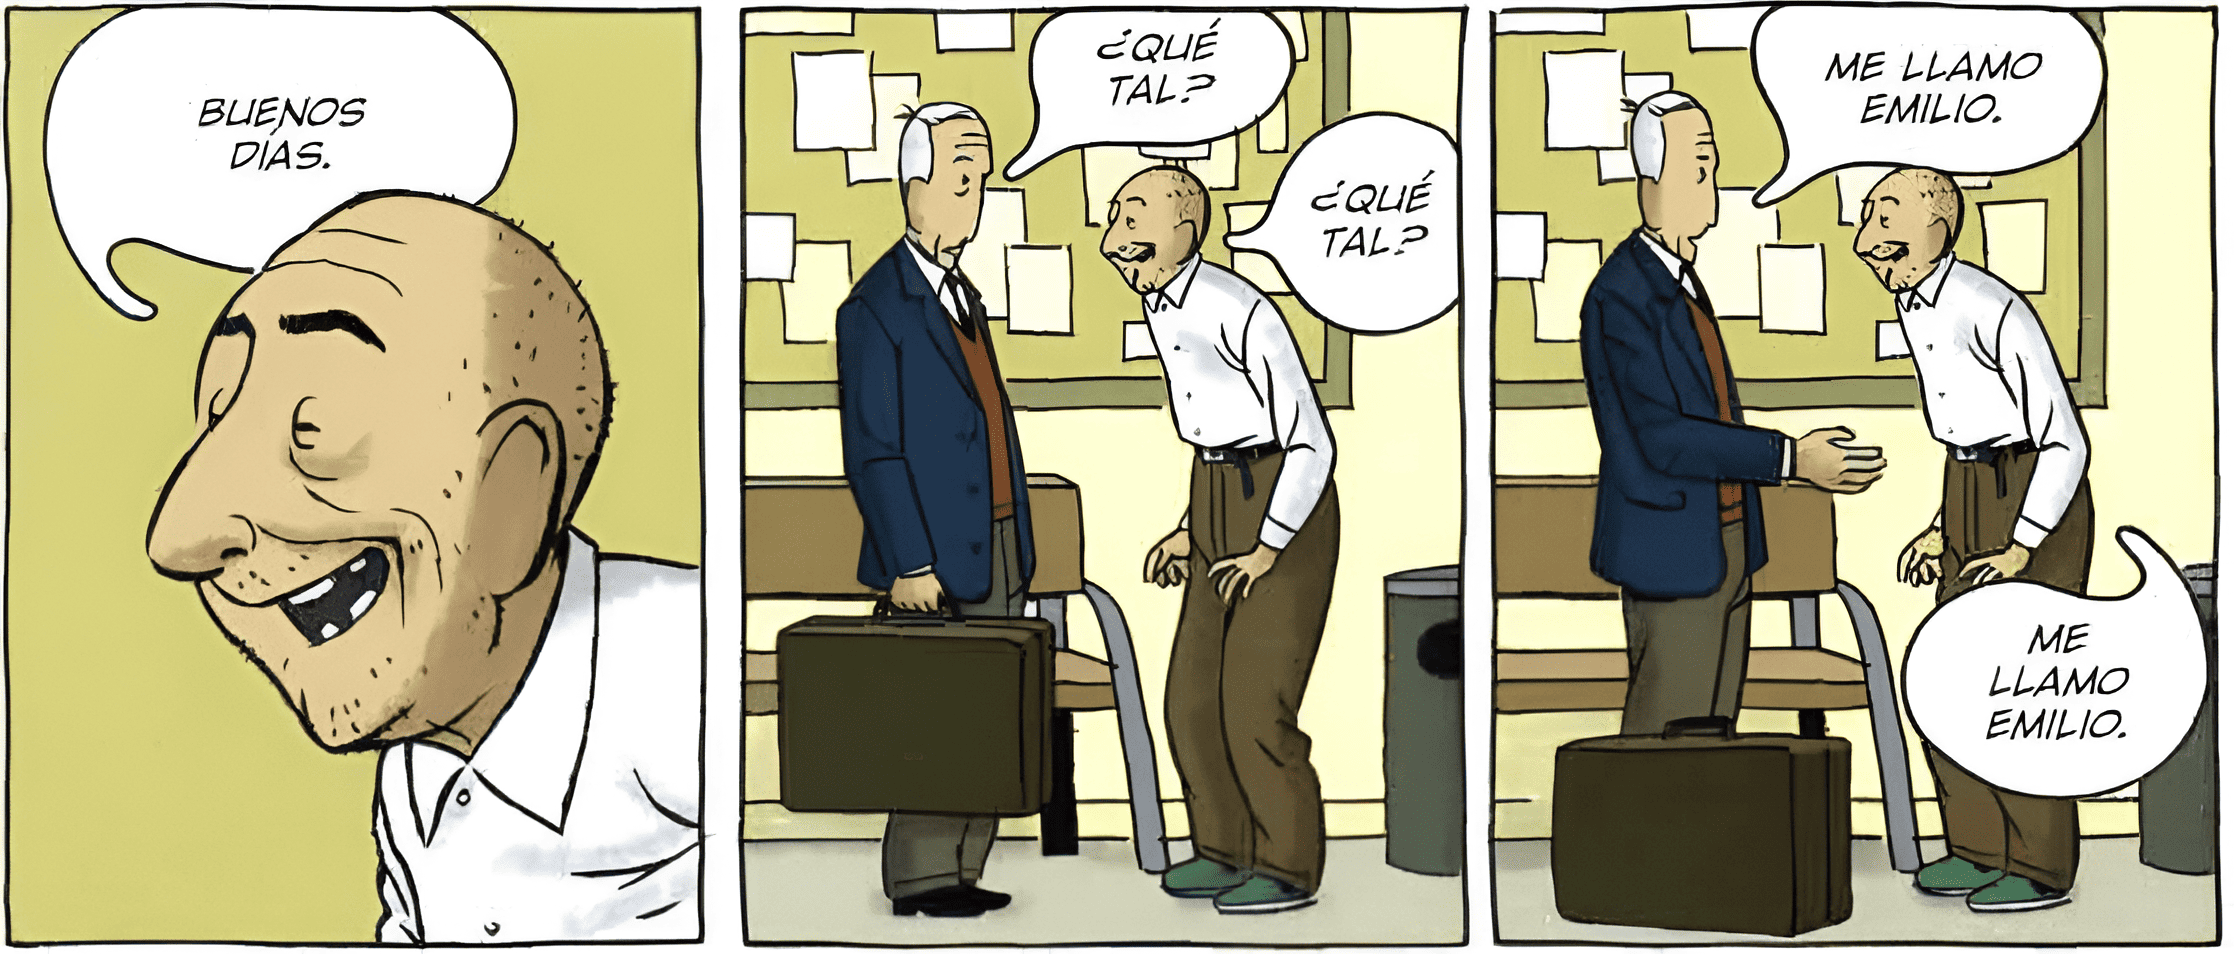 BUENOS
DÍAS.
¿QUÉ
TAL?
¿QUÉ
TAL?
ME LLAMO
EMILIO.
ME
LLAMO
EMILIO.